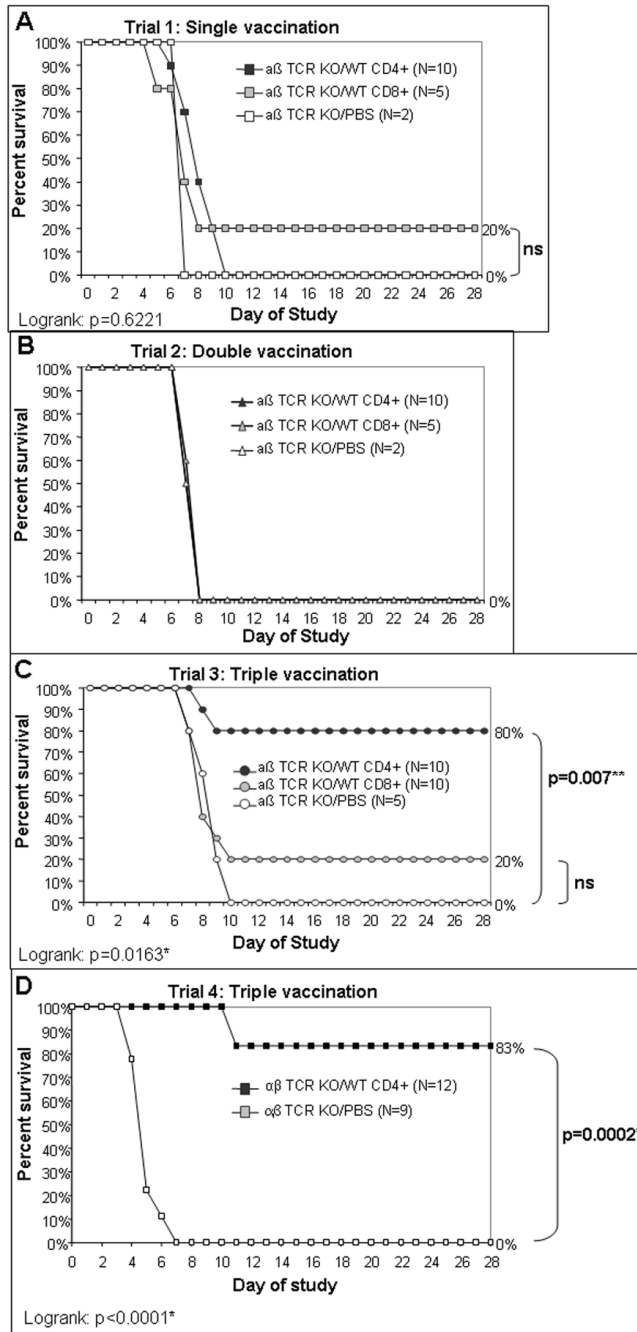 A
Trial 1: Single vaccination
100%
90%
80%
70%
60%
50%
40%
30%
20%
10%
0%
Percent survival
aß TCR KO/WT CD4+ (N=10)
aß TCR KO/WT CD8+ (N=5)
aß TCR KO/PBS (N=2)
20%
0%
ns
0 2 4 6 8 10 12 14 16 18 20 22 24 26 28
Day of Study
Logrank: p=0.6221
B
Trial 2: Double vaccination
100%
90%
80%
70%
60%
50%
40%
30%
20%
10%
0%
Percent survival
aß TCR KO/WT CD4+ (N=10)
aß TCR KO/WT CD8+ (N=5)
aß TCR KO/PBS (N=2)
0%
0 2 4 6 8 10 12 14 16 18 20 22 24 26 28
Day of Study
C
Trial 3: Triple vaccination
100%
90%
80%
70%
60%
50%
40%
30%
20%
10%
0%
Percent survival
aß TCR KO/WT CD4+ (N=10)
aß TCR KO/WT CD8+ (N=10)
aß TCR KO/PBS (N=5)
80%
20%
0%
p=0.007**
ns
0 2 4 6 8 10 12 14 16 18 20 22 24 26 28
Day of Study
Logrank: p=0.0163*
D
Trial 4: Triple vaccination
100%
90%
80%
70%
60%
50%
40%
30%
20%
10%
0%
Percent survival
αβ TCR KO/WT CD4+ (N=12)
αβ TCR KO/PBS (N=9)
83%
0%
p=0.0002*
0 2 4 6 8 10 12 14 16 18 20 22 24 26 28
Day of study
Logrank: p<0.0001*